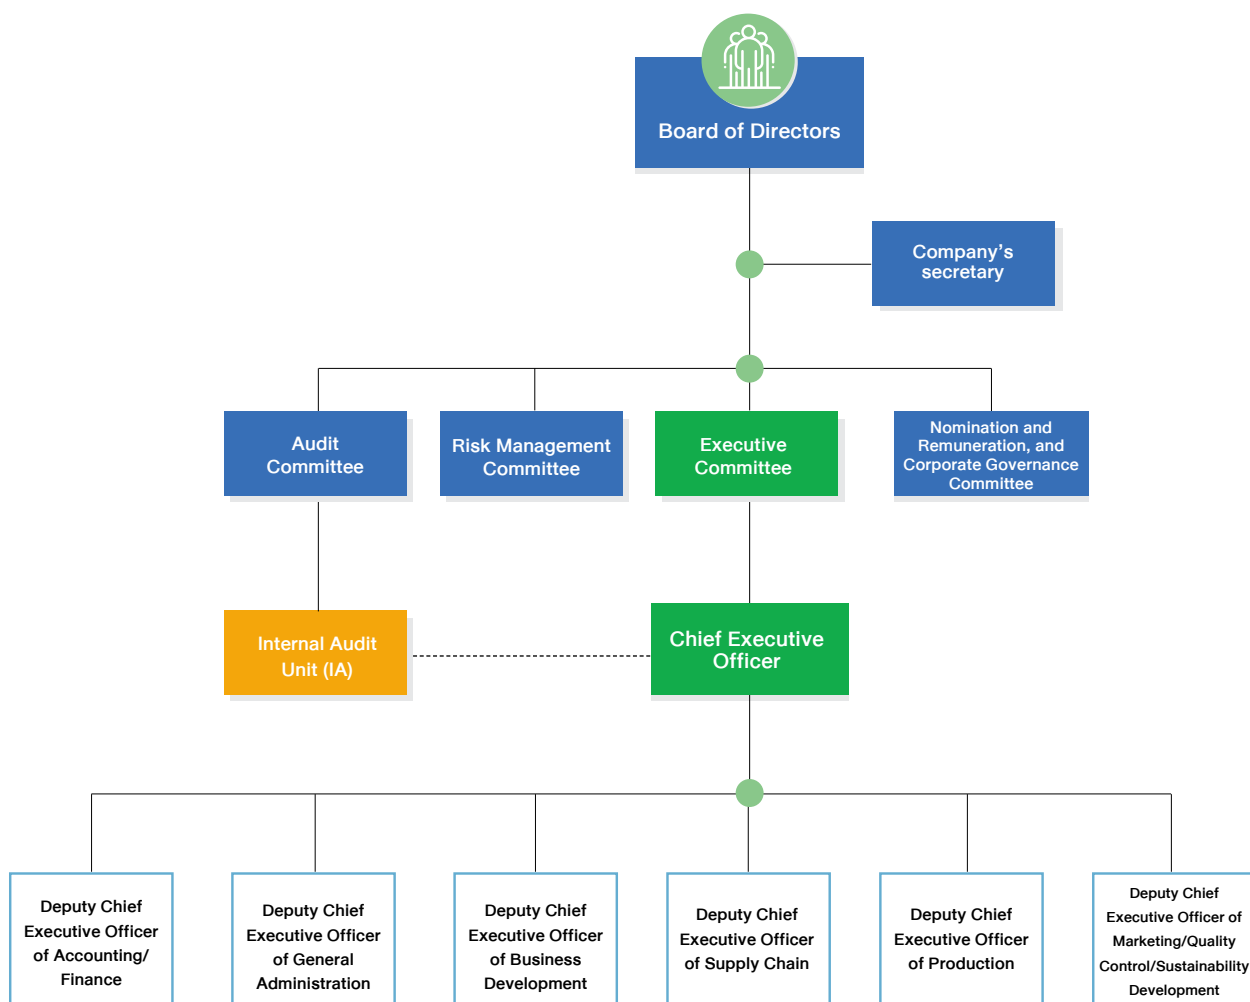 Board of Directors
Company’s
secretary
Audit
Committee
Risk Management
Committee
Executive
Committee
Nomination and
Remuneration, and
Corporate Governance
Committee
Internal Audit
Unit (IA)
Chief Executive
Officer
Deputy Chief
Executive Officer
of Accounting/
Finance
Deputy Chief
Executive Officer
of General
Administration
Deputy Chief
Executive Officer
of Business
Development
Deputy Chief
Executive Officer
of Supply Chain
Deputy Chief
Executive Officer
of Production
Deputy Chief
Executive Officer of
Marketing/Quality
Control/Sustainability
Development